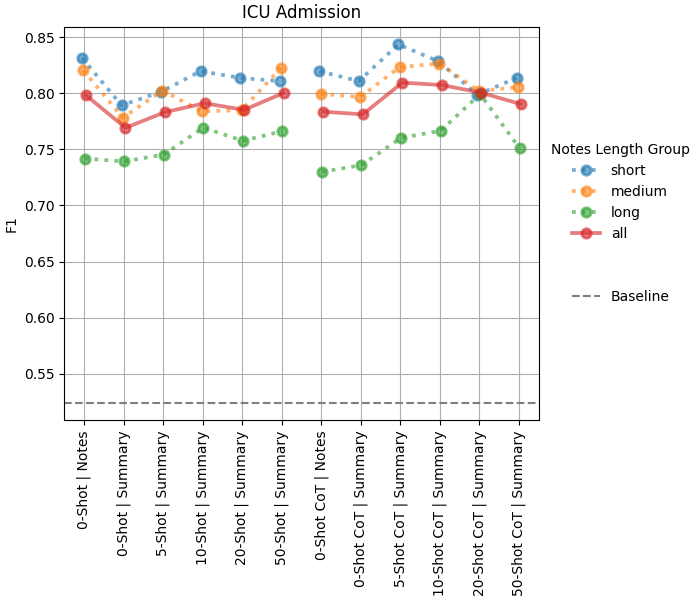 ICU Admission
0.85
0.80
0.75
0.70
0.65
0.60
0.55
F1
0-Shot | Notes
0-Shot | Summary
5-Shot | Summary
10-Shot | Summary
20-Shot | Summary
50-Shot | Summary
0-Shot CoT | Notes
0-Shot CoT | Summary
5-Shot CoT | Summary
10-Shot CoT | Summary
20-Shot CoT | Summary
50-Shot CoT | Summary
Notes Length Group
short
medium
long
all
Baseline